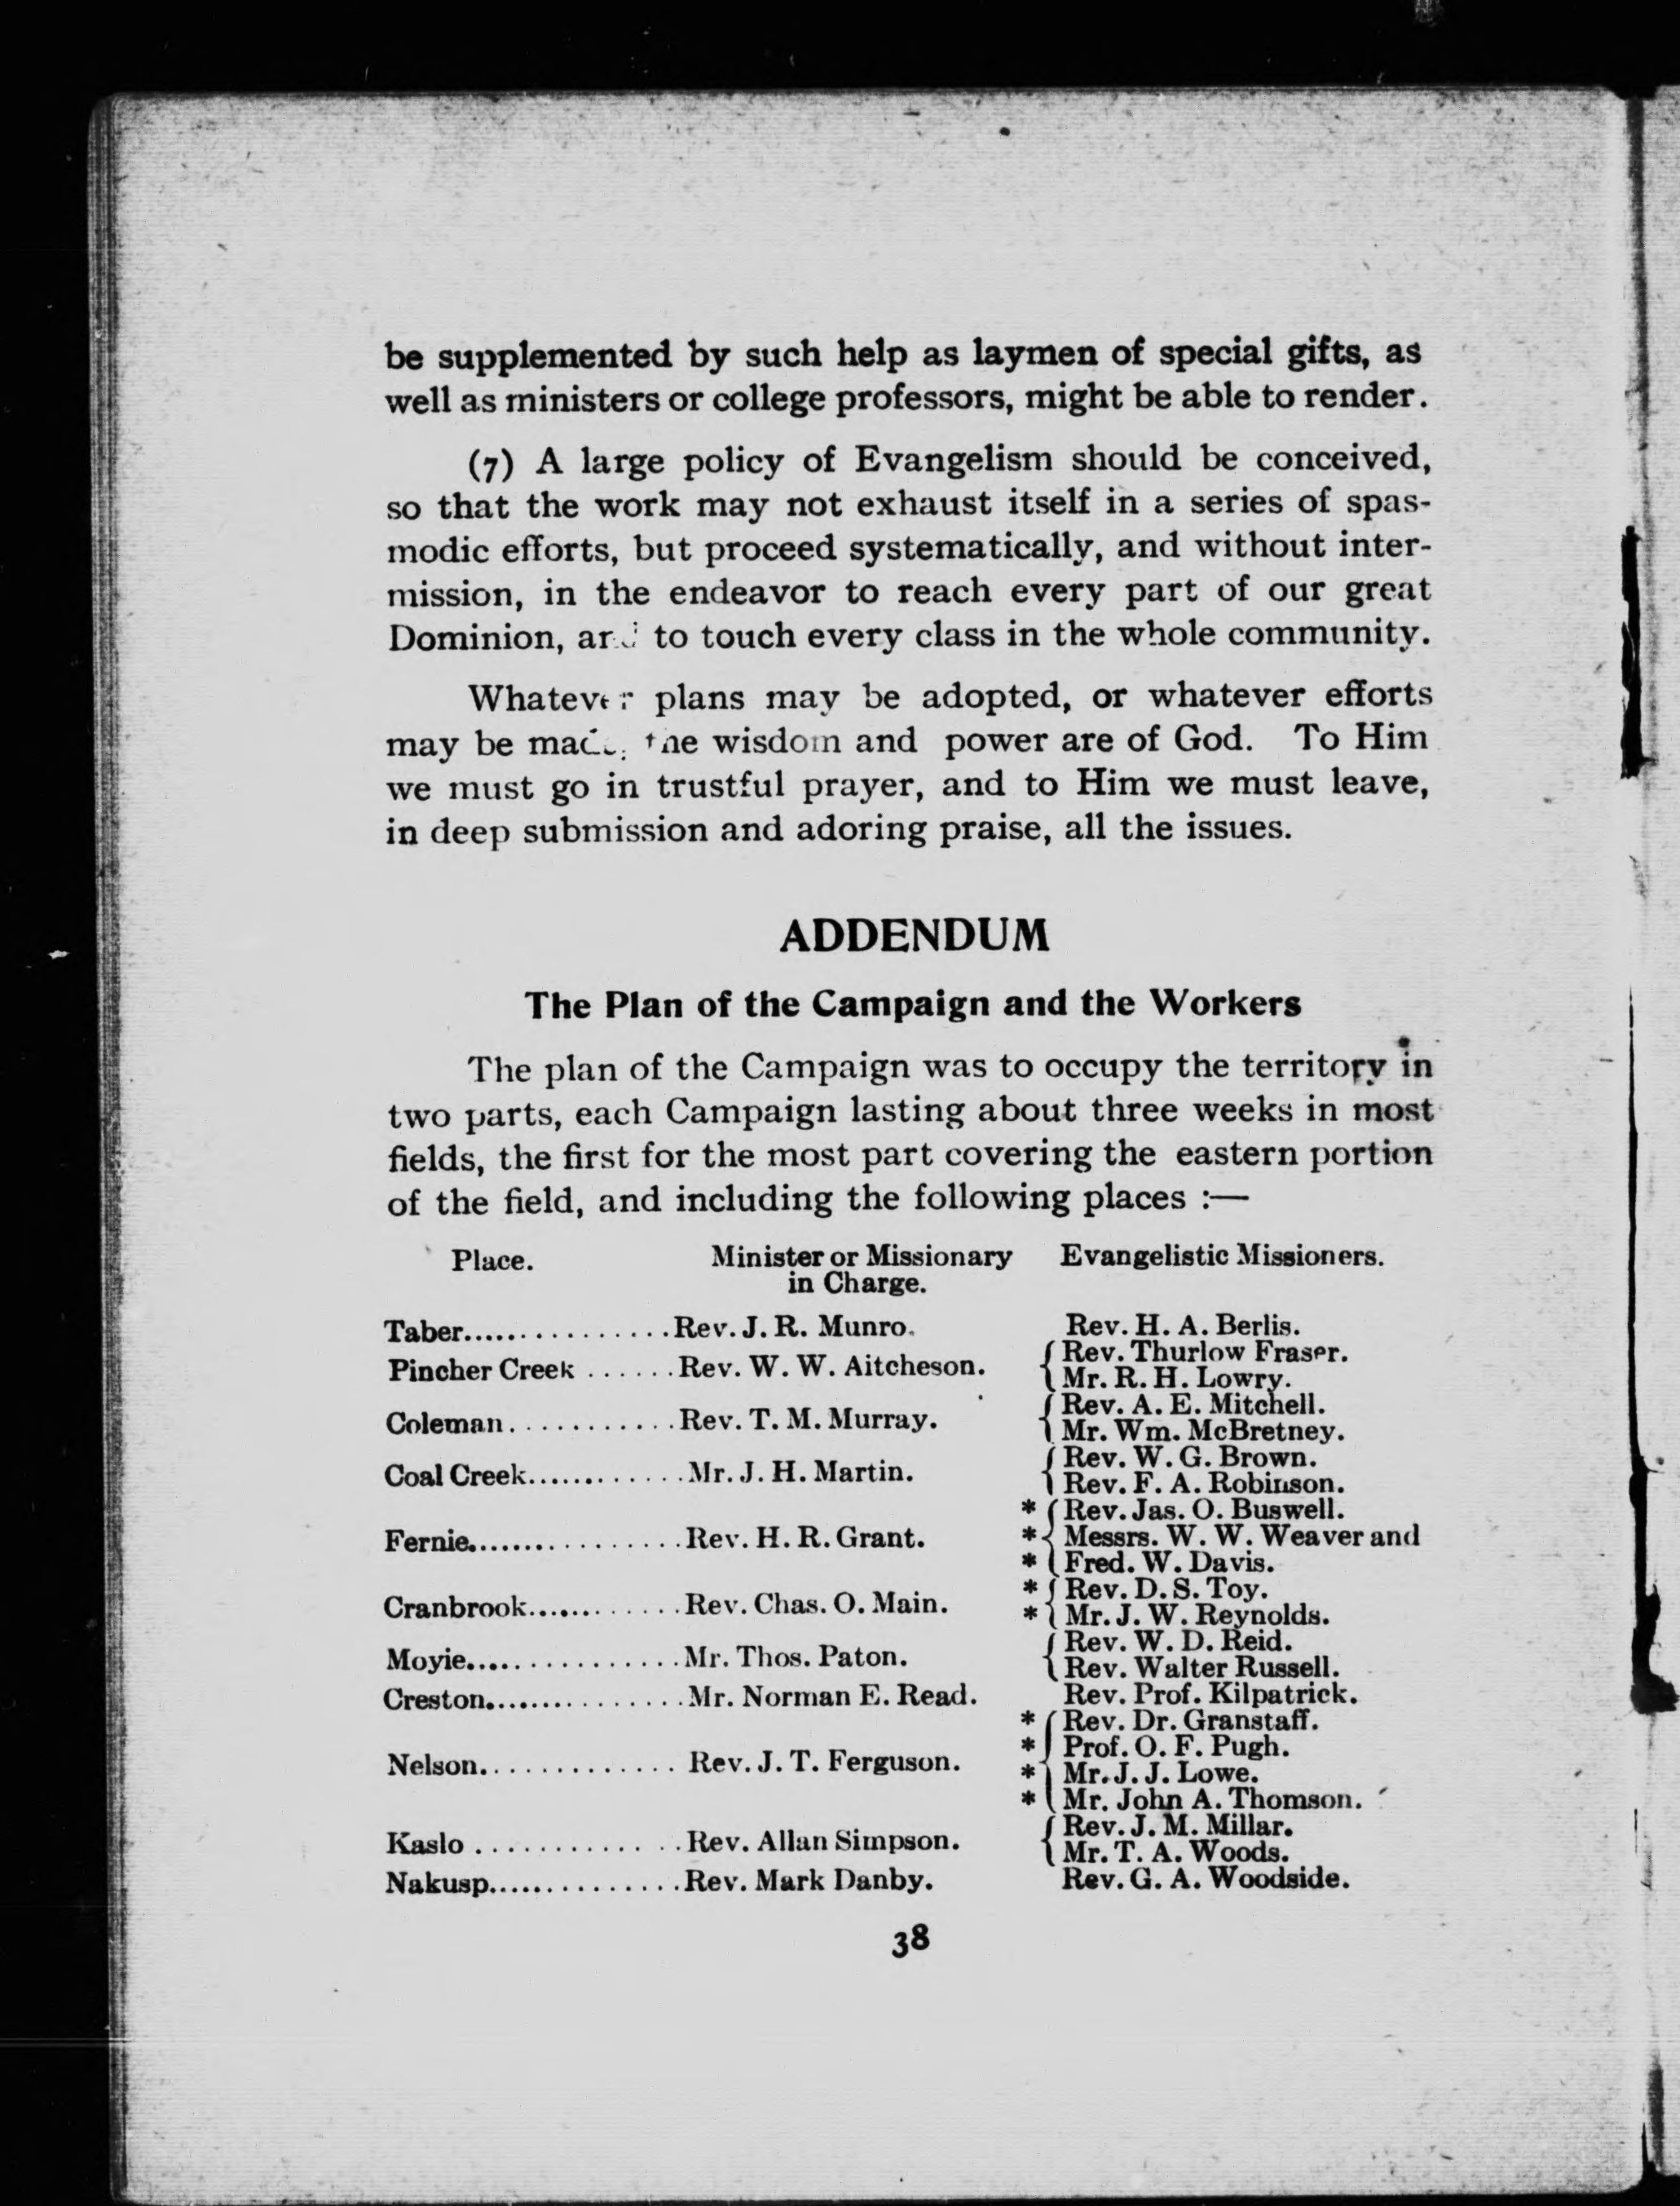 be supplemented by such help as laymen of special gifts, as
well as ministers or college professors, might be able to render.
(7) A large policy of Evangelism should be conceived,
so that the work may not exhaust itself in a series of spas-
modic efforts, but proceed systematically, and without inter-
mission, in the endeavor to reach every part of our great
Dominion, and to touch every class in the whole community.
Whatever plans may be adopted, or whatever efforts
may be made, the wisdom and power are of God. To Him
we must go in trustful prayer, and to Him we must leave,
in deep submission and adoring praise, all the issues.
ADDENDUM
The Plan of the Campaign and the Workers
The plan of the Campaign was to occupy the territory in
two parts, each Campaign lasting about three weeks in most
fields, the first for the most part covering the eastern portion
of the field, and including the following places :—
Place. Minister or Missionary Evangelistic Missioners.
in Charge.
Taber................Rev. J. R. Munro. Rev. H. A. Berlis.
Pincher Creek ......Rev. W. W. Aitcheson. { Rev. Thurlow Fraser.
Mr. R. H. Lowry.
Coleman............Rev. T. M. Murray. { Rev. A. E. Mitchell.
Mr. Wm. McBretney.
Coal Creek............Mr. J. H. Martin. { Rev. W. G. Brown.
Rev. F. A. Robinson.
* { Rev. Jas. O. Buswell.
Fernie................Rev. H. R. Grant. * Messrs. W. W. Weaver and
* Fred. W. Davis.
Cranbrook............Rev. Chas. O. Main. * { Rev. D. S. Toy.
* Mr. J. W. Reynolds.
Moyie................Mr. Thos. Paton. { Rev. W. D. Reid.
Rev. Walter Russell.
Creston................Mr. Norman E. Read. Rev. Prof. Kilpatrick.
* { Rev. Dr. Granstaff.
* Prof. O. F. Pugh.
Nelson............. Rev. J. T. Ferguson. * Mr. J. J. Lowe.
* Mr. John A. Thomson.
Kaslo ..............Rev. Allan Simpson. { Rev. J. M. Millar.
Mr. T. A. Woods.
Nakusp...............Rev. Mark Danby. Rev. G. A. Woodside.
38